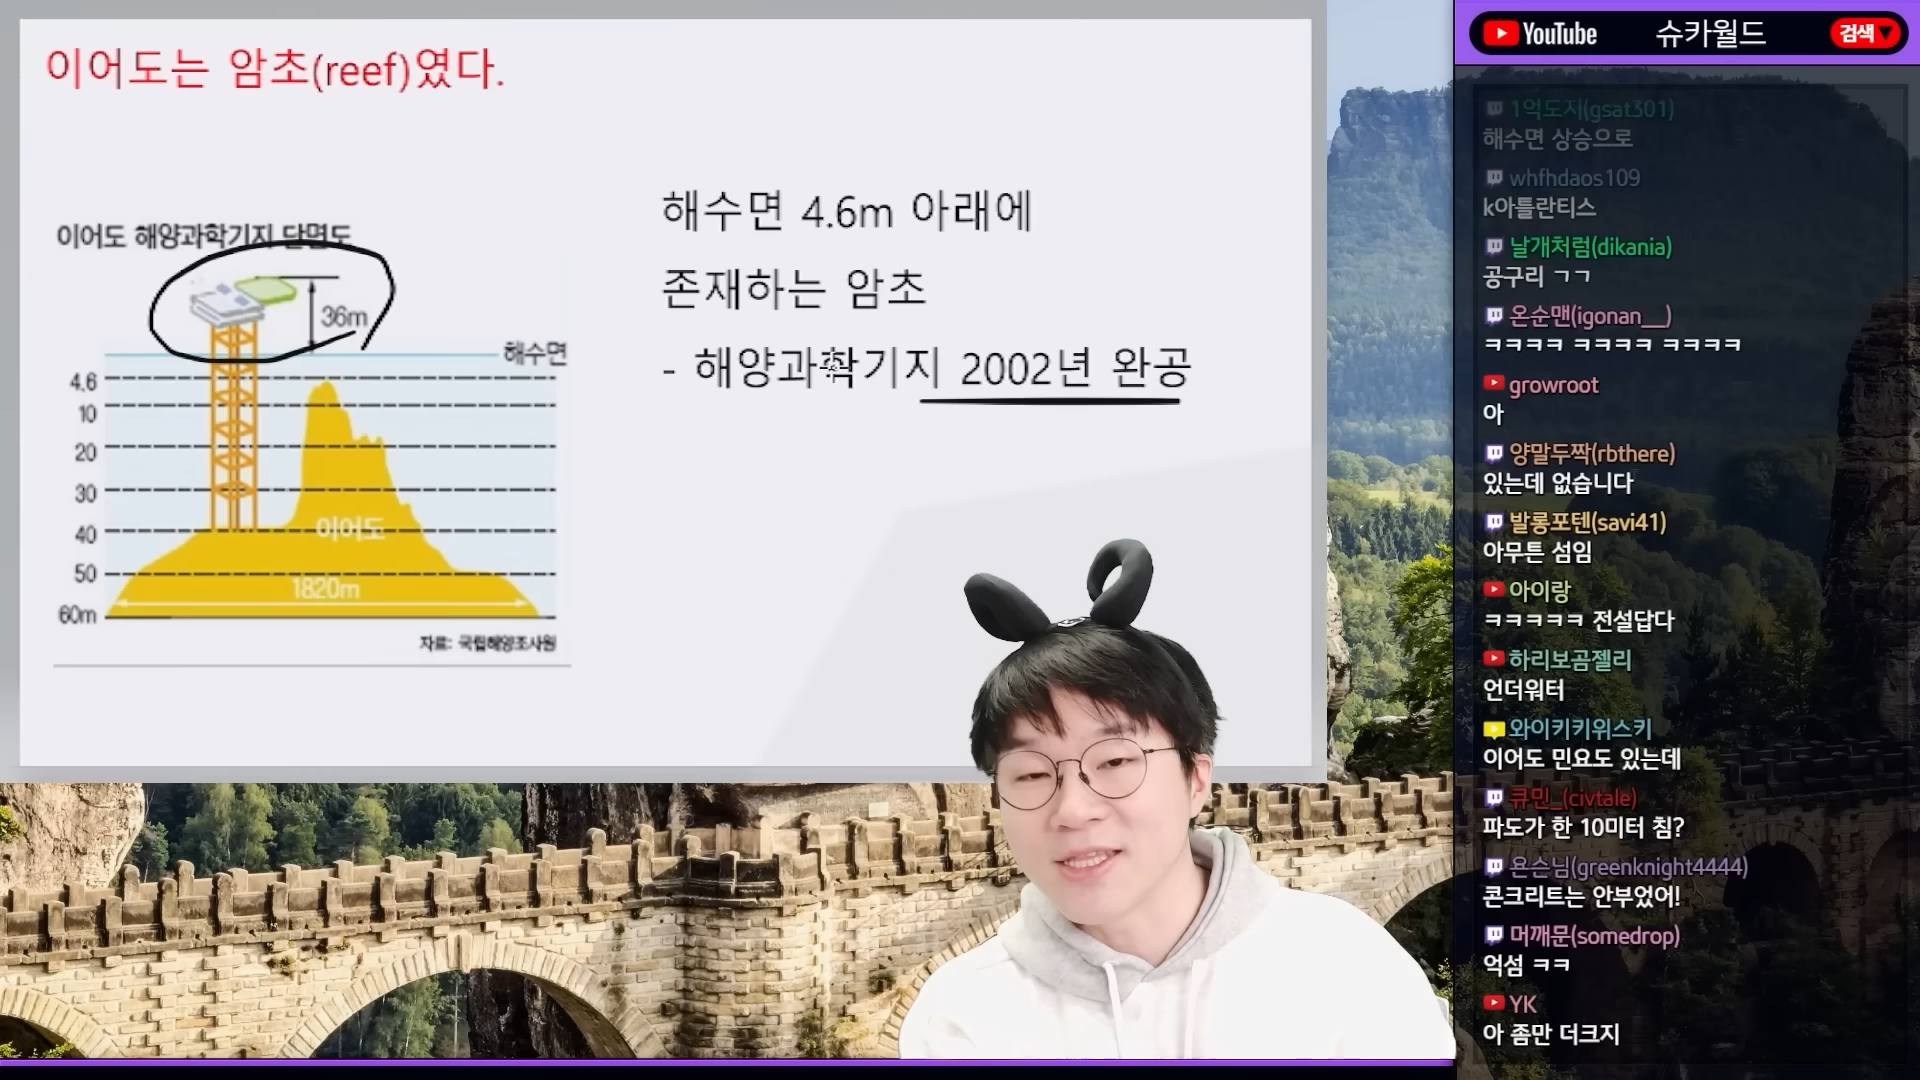 이어도는 암초(reef)였다.
이어도 해양과학기지 단면도
36m
해수면
4.6
10
20
30
40
50
60m
이어도
1820m
자료: 국립해양조사원
해수면 4.6m 아래에
존재하는 암초
- 해양과학기지 2002년 완공
YouTube 슈카월드 검색
1억도지(gsat301)
해수면 상승으로
whfhdaos109
k아틀란티스
날개처럼(dikania)
공구리 ㄱㄱ
온순맨(igonan__)
ㅋㅋㅋㅋ ㅋㅋㅋㅋ ㅋㅋㅋㅋ
growroot
아
양말두짝(rbthere)
있는데 없습니다
발롱포텐(savi41)
아무튼 섬임
아이랑
ㅋㅋㅋㅋㅋ 전설답다
하리보곰젤리
언더워터
와이키키위스키
이어도 민요도 있는데
큐민_(civtale)
파도가 한 10미터 침?
욘슨님(greenknight4444)
콘크리트는 안부었어!
머깨문(somedrop)
억섬 ㅋㅋ
YK
아 좀만 더크지